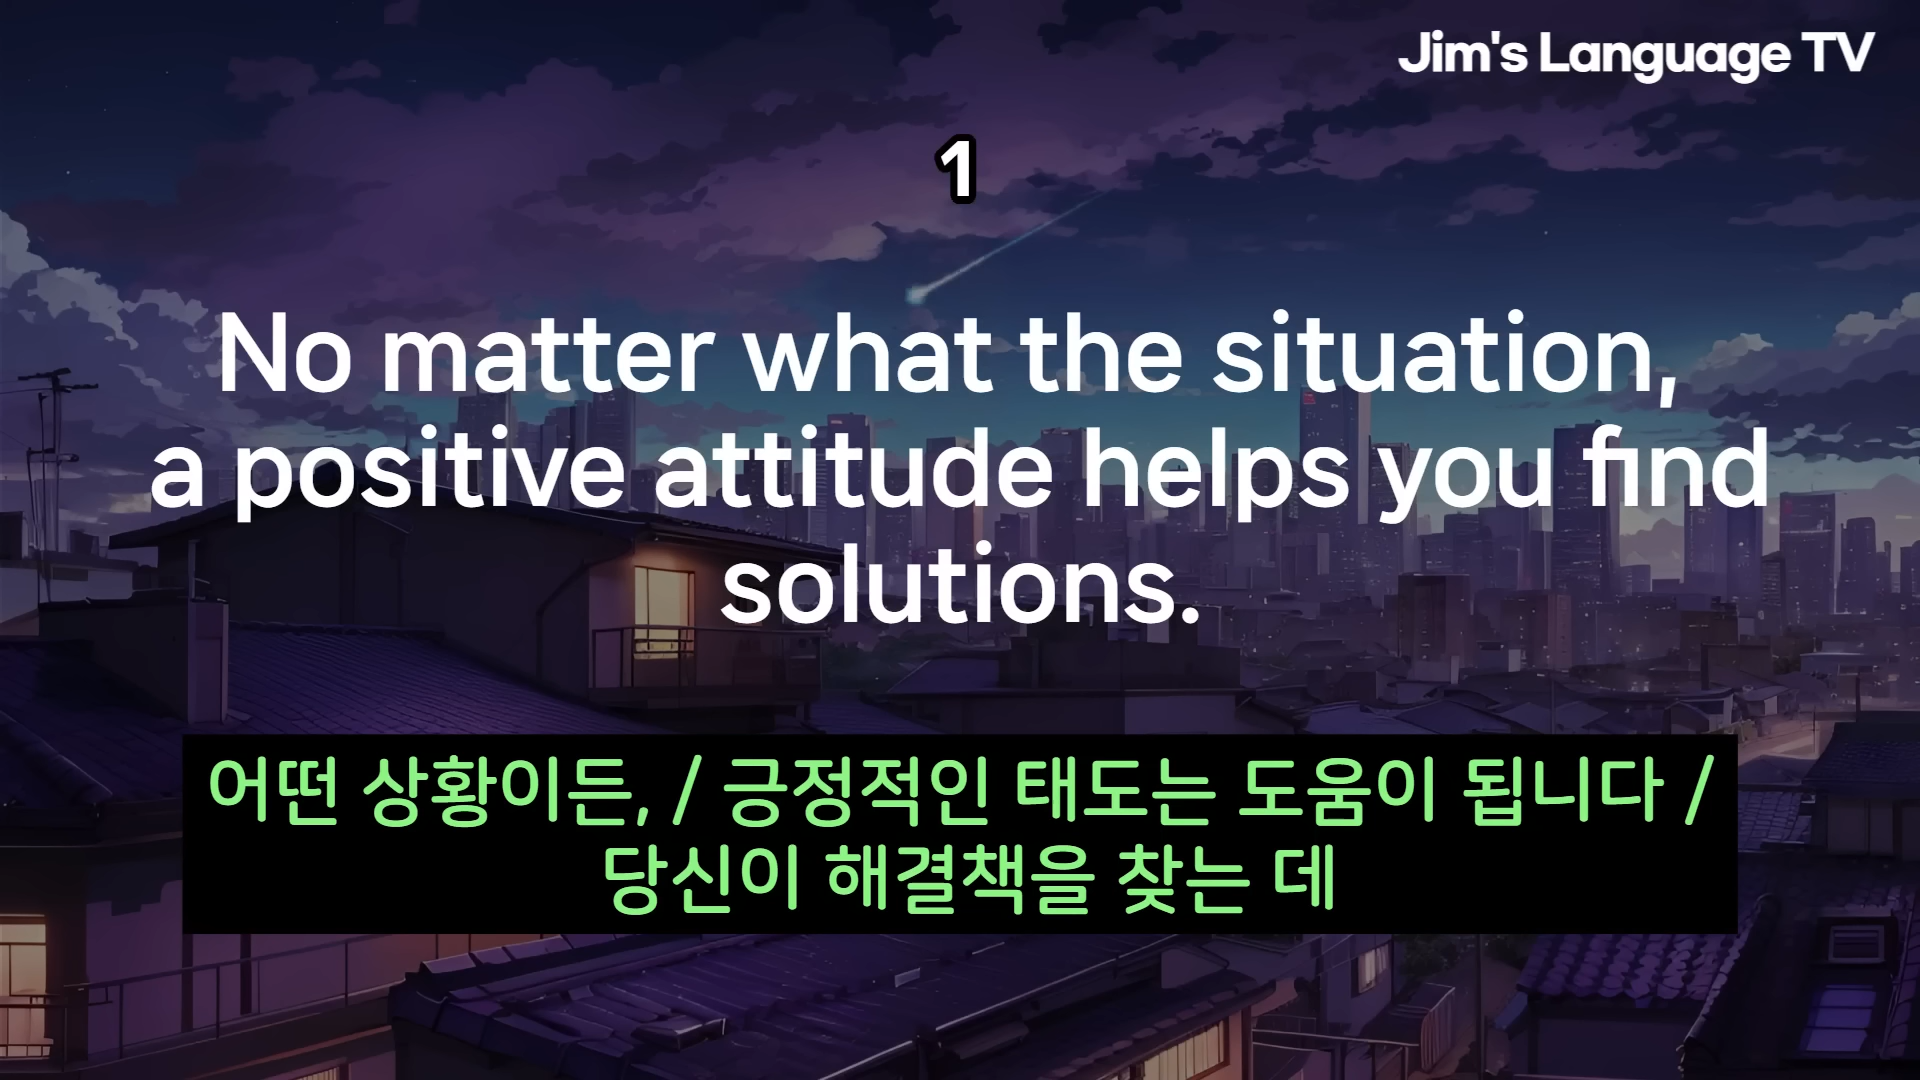 Jim's Language TV
1
No matter what the situation,
a positive attitude helps you find
solutions.
어떤 상황이든, / 긍정적인 태도는 도움이 됩니다 /
당신이 해결책을 찾는 데